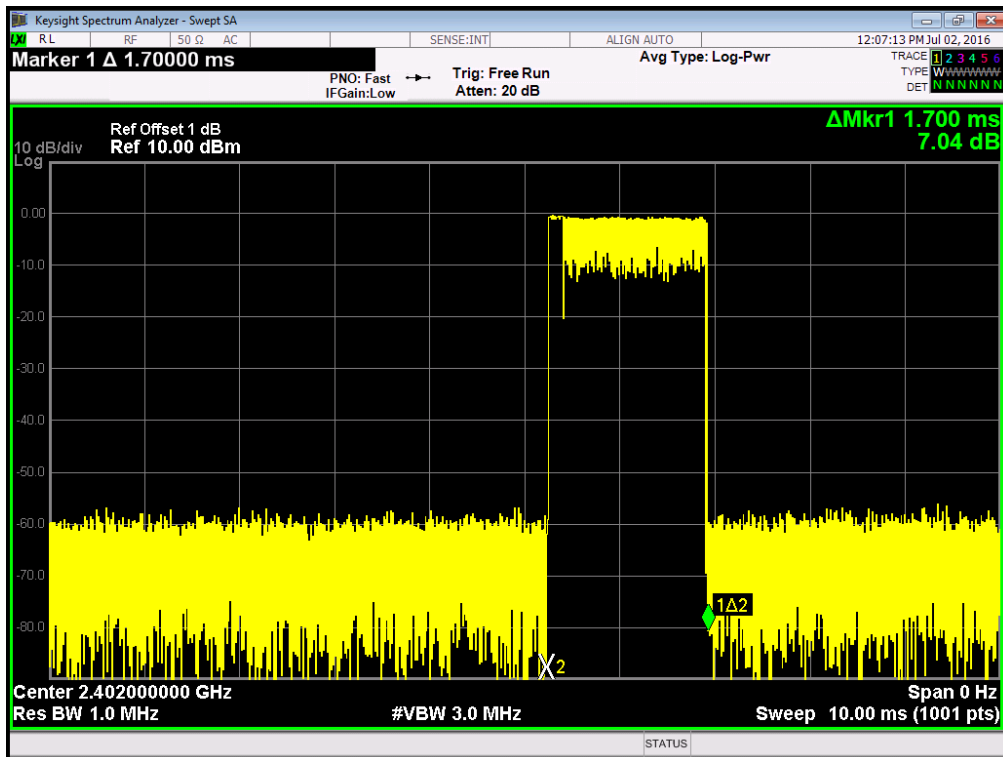 Keysight Spectrum Analyzer - Swept SA
LXI RL RF 50 Ω AC SENSE:INT ALIGN AUTO 12:07:13 PM Jul 02, 2016
Marker 1 Δ 1.70000 ms
PNO: Fast
IFGain:Low
Trig: Free Run
Atten: 20 dB
Avg Type: Log-Pwr
TRACE 1 2 3 4 5 6
TYPE WWWWWW
DET N N N N N N
ΔMkr1 1.700 ms
7.04 dB
Ref Offset 1 dB
10 dB/div Ref 10.00 dBm
Log
0.00
-10.0
-20.0
-30.0
-40.0
-50.0
-60.0
-70.0
-80.0
1Δ2
2
Center 2.402000000 GHz Span 0 Hz
Res BW 1.0 MHz #VBW 3.0 MHz Sweep 10.00 ms (1001 pts)
STATUS